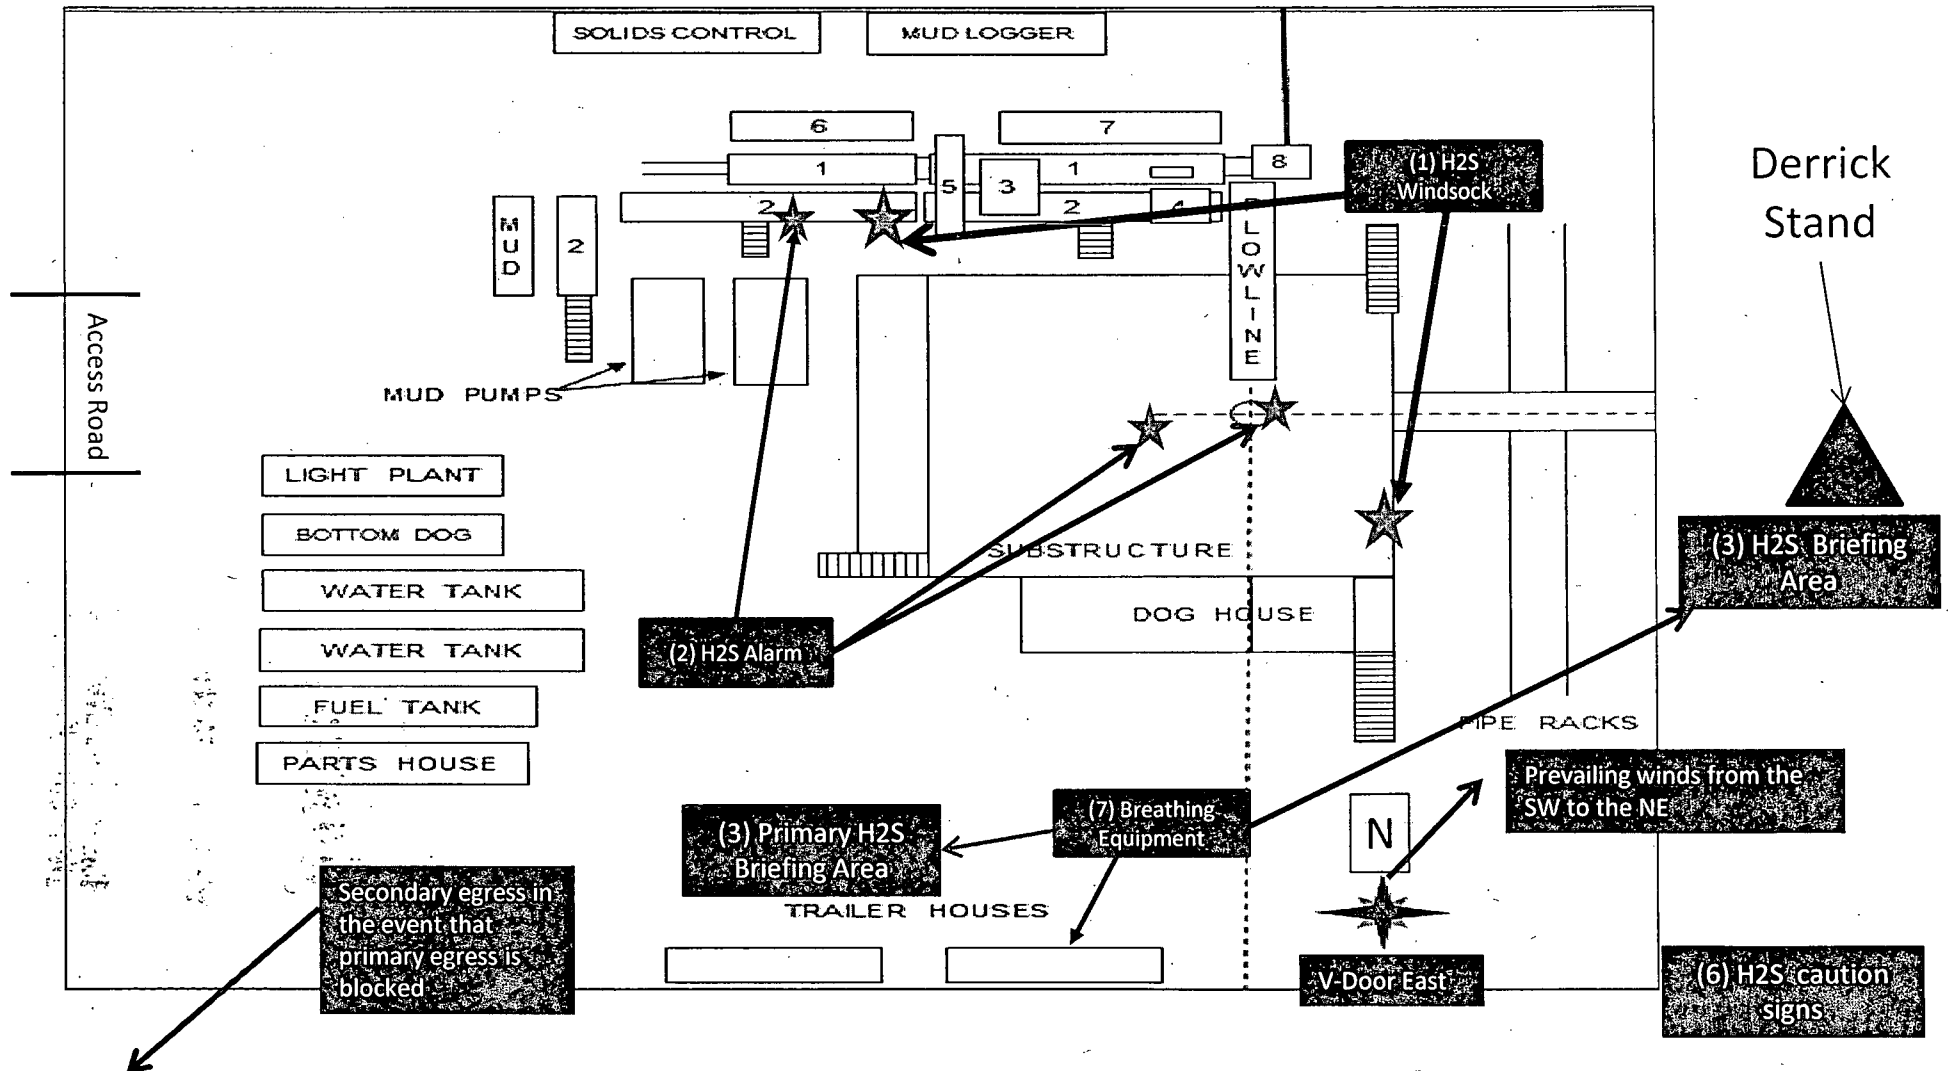 SOLIDS CONTROL
MUD LOGGER
6
7
1
1
8
5
3
2
2
(1) H2S
Windsock
Derrick
Stand
MUD
2
FLOWLINE
Access Road
MUD PUMPS
LIGHT PLANT
BOTTOM DOG
WATER TANK
WATER TANK
FUEL TANK
PARTS HOUSE
SUBSTRUCTURE
DOG HOUSE
(2) H2S Alarm
(3) H2S Briefing
Area
PIPE RACKS
Prevailing winds from the
SW to the NE
(7) Breathing
Equipment
(3) Primary H2S
Briefing Area
N
TRAILER HOUSES
Secondary egress in
the event that
primary egress is
blocked
V-Door East
(6) H2S caution
signs